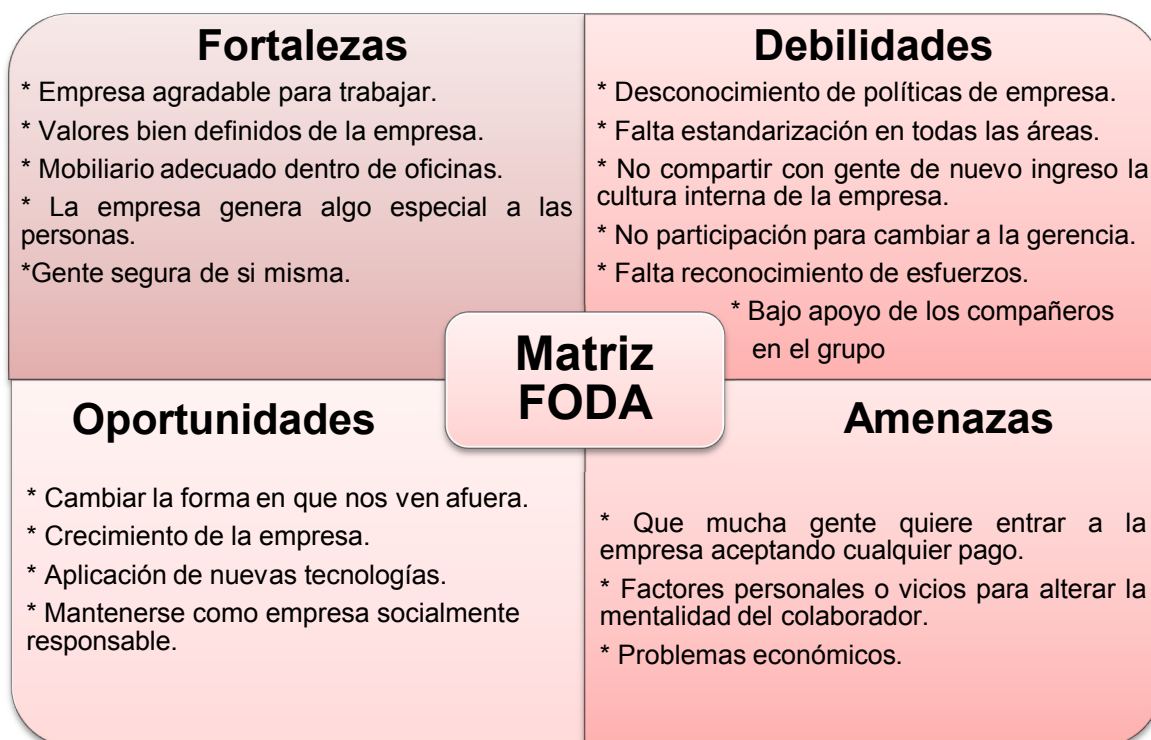 Fortalezas
* Empresa agradable para trabajar.
* Valores bien definidos de la empresa.
* Mobiliario adecuado dentro de oficinas.
* La empresa genera algo especial a las
personas.
*Gente segura de si misma.
Debilidades
* Desconocimiento de políticas de empresa.
* Falta estandarización en todas las áreas.
* No compartir con gente de nuevo ingreso la
cultura interna de la empresa.
* No participación para cambiar a la gerencia.
* Falta reconocimiento de esfuerzos.
* Bajo apoyo de los compañeros
en el grupo
Matriz
FODA
Oportunidades
* Cambiar la forma en que nos ven afuera.
* Crecimiento de la empresa.
* Aplicación de nuevas tecnologías.
* Mantenerse como empresa socialmente
responsable.
Amenazas
* Que mucha gente quiere entrar a la
empresa aceptando cualquier pago.
* Factores personales o vicios para alterar la
mentalidad del colaborador.
* Problemas económicos.